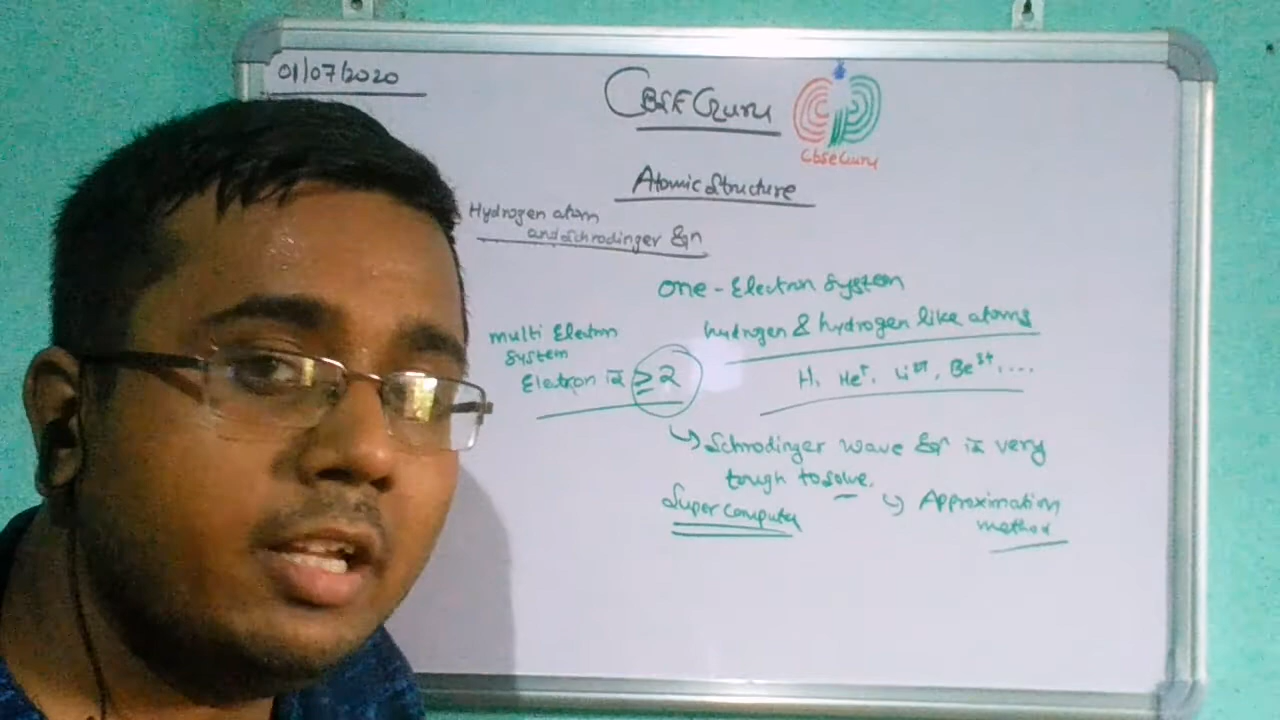 01/07/2020
CBSE Guru
CbseGuru
Atomic Structure
Hydrogen atom
and Schrodinger Eqn
one-Electron System
hydrogen & hydrogen like atoms
H, He⁺, Li²⁺, Be³⁺....
multi Electron
System
Electron is ≥ 2
↳ Schrodinger wave Eqn is very
tough to solve.
Super Computer
↳ Approximation
method